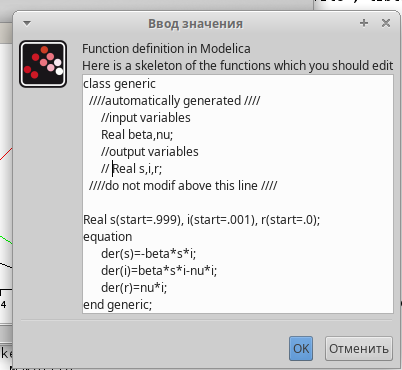 Ввод значения
Function definition in Modelica
Here is a skeleton of the functions which you should edit
class generic
////automatically generated ////
//input variables
Real beta,nu;
//output variables
// Real s,i,r;
////do not modif above this line ////
Real s(start=.999), i(start=.001), r(start=.0);
equation
der(s)=-beta*s*i;
der(i)=beta*s*i-nu*i;
der(r)=nu*i;
end generic;
4
OK
Отменить